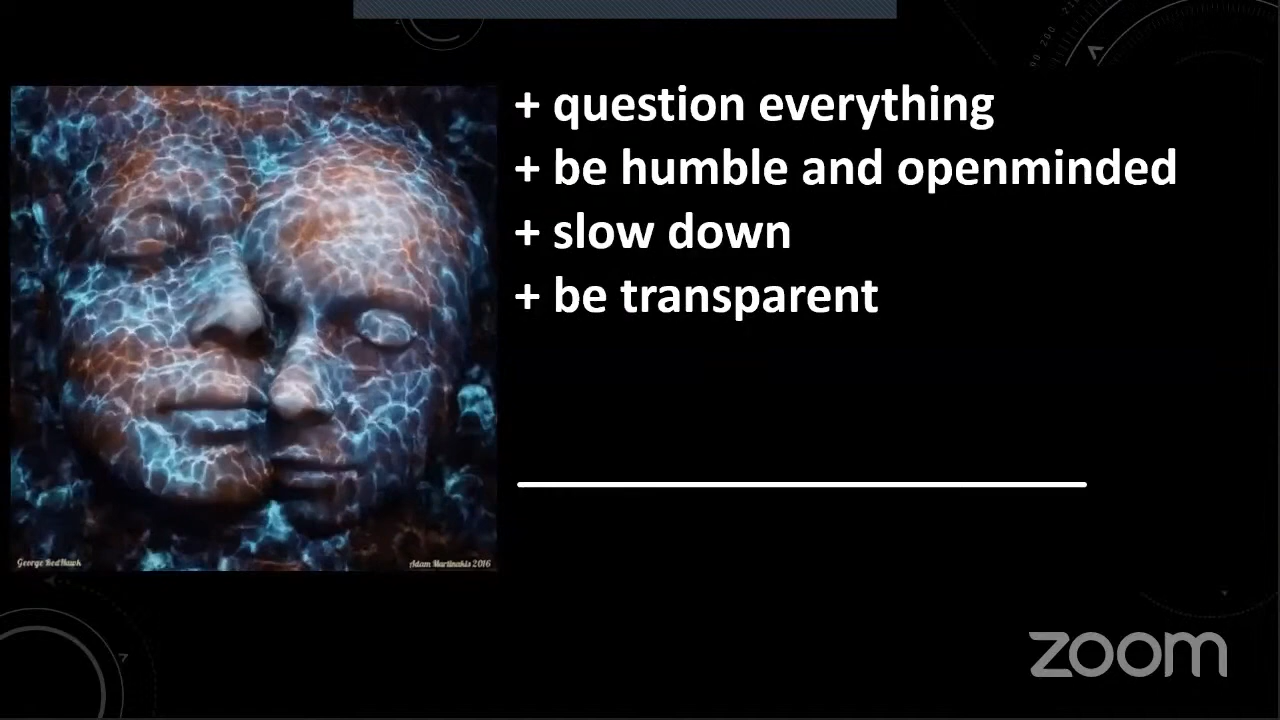 + question everything
+ be humble and openminded
+ slow down
+ be transparent
George RedHawk
Adam Martinakis 2016
zoom